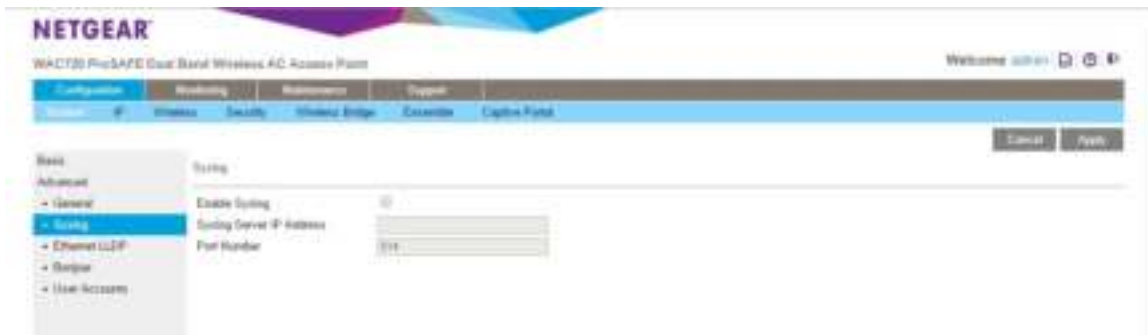 NETGEAR
WAC720 ProSAFE Dual Band Wireless AC Access Point
Welcome admin
Configuration Monitoring Maintenance Support
System IP Wireless Security Wireless Bridge Ensemble Captive Portal
Cancel Apply
Basic
Advanced
General
Syslog
Ethernet LLDP
Bonjour
User Accounts
Syslog
Enable Syslog
Syslog Server IP Address
Port Number 514